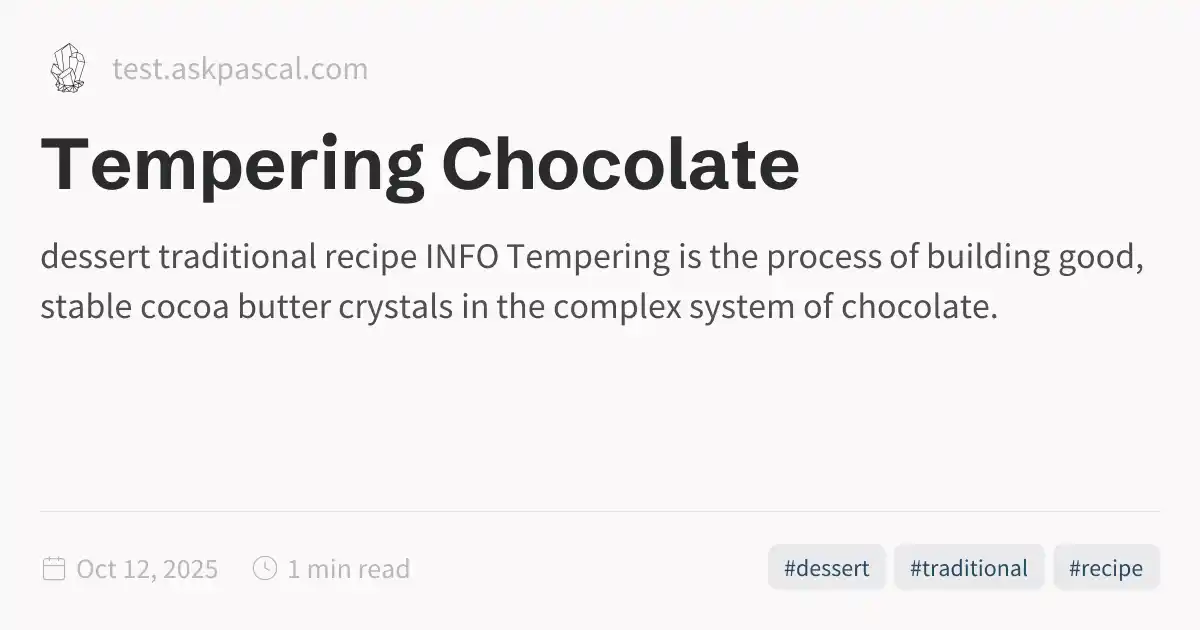 test.askpascal.com
Tempering Chocolate
dessert traditional recipe INFO Tempering is the process of building good,
stable cocoa butter crystals in the complex system of chocolate.
Oct 12, 2025 1 min read #dessert #traditional #recipe